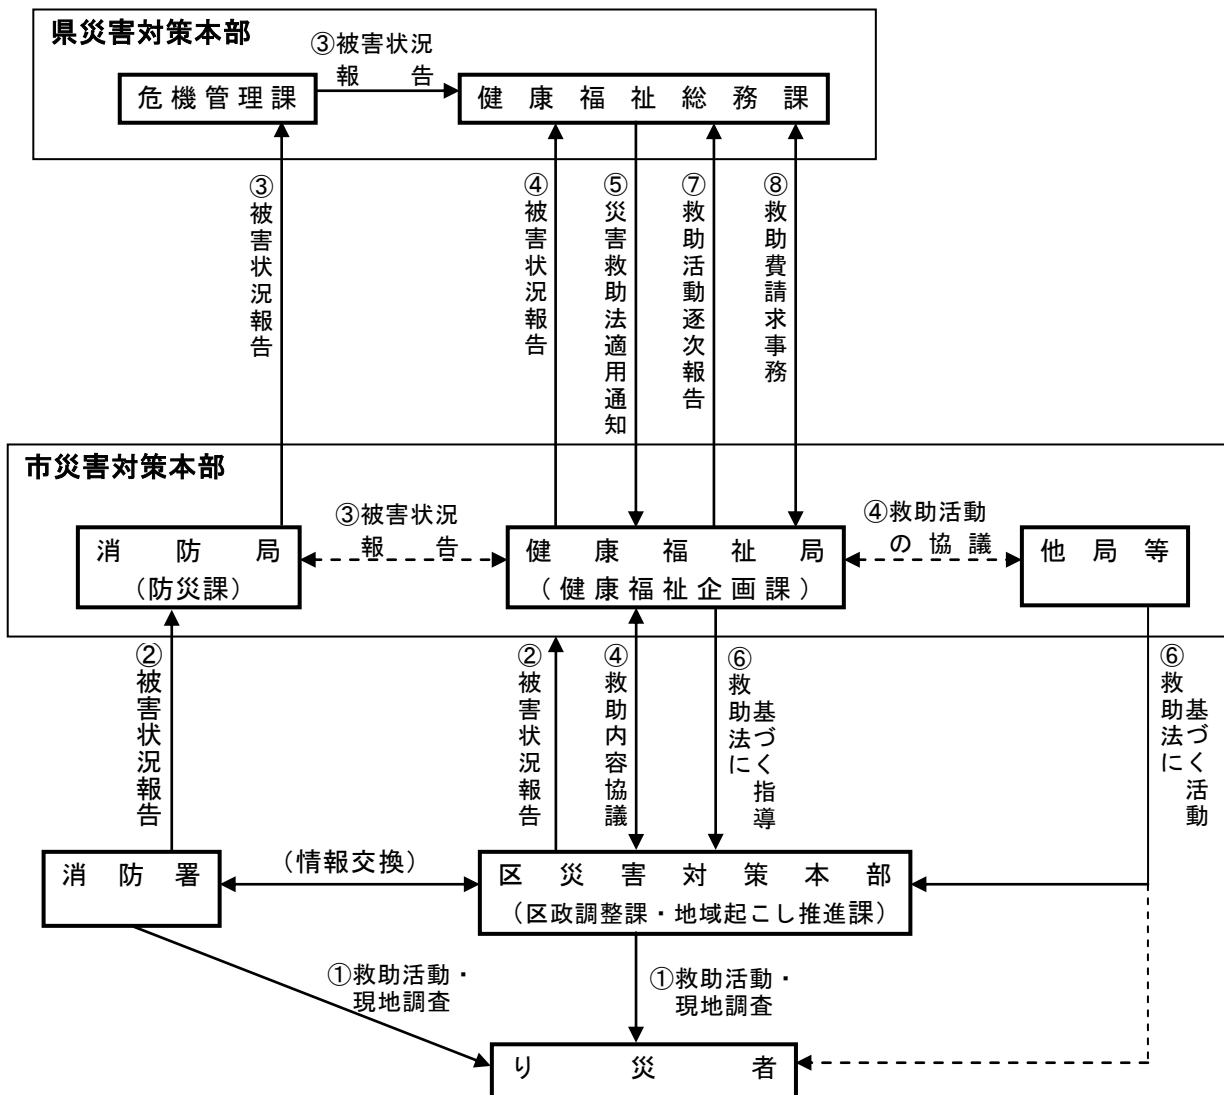 県災害対策本部
③被害状況
報告
危機管理課
健康福祉総務課
③被害状況報告
④被害状況報告
⑤災害救助法適用通知
⑦救助活動逐次報告
⑧救助費請求事務
市災害対策本部
③被害状況
報告
④救助活動
の協議
消防局
（防災課）
健康福祉局
（健康福祉企画課）
他局等
②被害状況報告
②被害状況報告
④救助内容協議
⑥救助法に
基づく指導
⑥救助法に
基づく活動
消防署
（情報交換）
区災害対策本部
（区政調整課・地域起こし推進課）
①救助活動・
現地調査
①救助活動・
現地調査
り災者